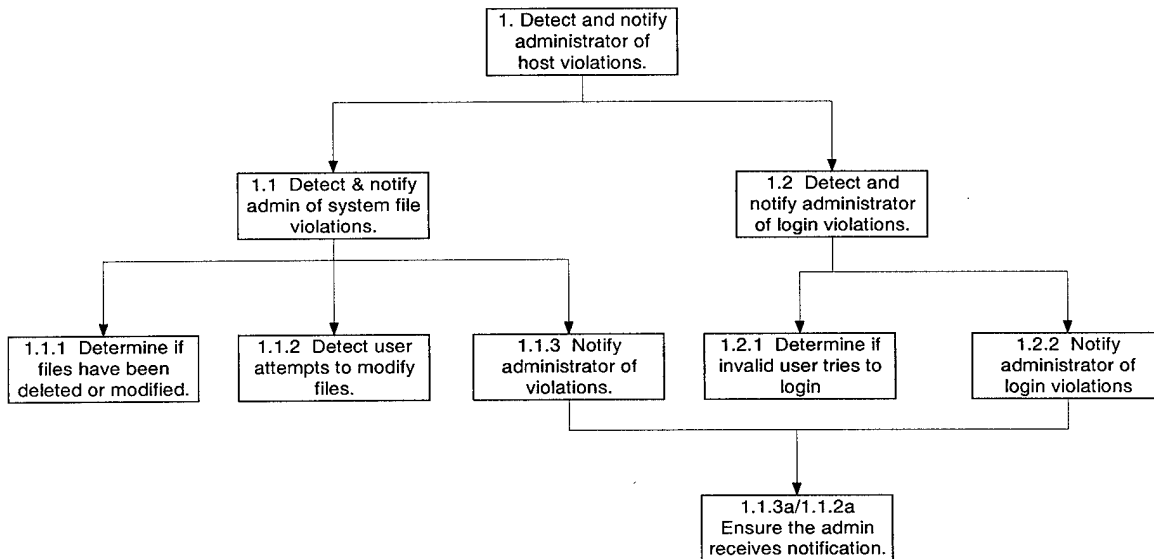 1. Detect and notify
administrator of
host violations.
1.1 Detect & notify
admin of system file
violations.
1.2 Detect and
notify administrator
of login violations.
1.1.1 Determine if
files have been
deleted or modified.
1.1.2 Detect user
attempts to modify
files.
1.1.3 Notify
administrator of
violations.
1.2.1 Determine if
invalid user tries to
login
1.2.2 Notify
administrator of
login violations
1.1.3a/1.1.2a
Ensure the admin
receives notification.